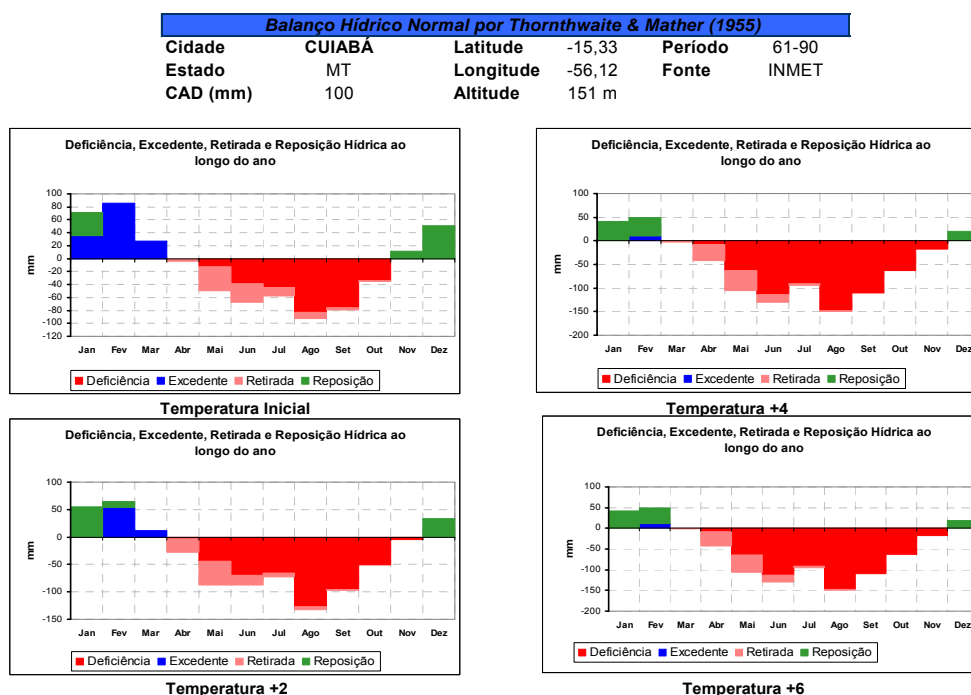 Balanço Hídrico Normal por Thornthwaite & Mather (1955)
Cidade CUIABÁ Latitude -15,33 Período 61-90
Estado MT Longitude -56,12 Fonte INMET
CAD (mm) 100 Altitude 151 m
Deficiência, Excedente, Retirada e Reposição Hídrica ao
longo do ano
100
80
60
40
20
0
-20
-40
-60
-80
-100
-120
mm
Jan Fev Mar Abr Mai Jun Jul Ago Set Out Nov Dez
Deficiência Excedente Retirada Reposição
Temperatura Inicial
Deficiência, Excedente, Retirada e Reposição Hídrica ao
longo do ano
100
50
0
-50
-100
-150
-200
mm
Jan Fev Mar Abr Mai Jun Jul Ago Set Out Nov Dez
Deficiência Excedente Retirada Reposição
Temperatura +4
Deficiência, Excedente, Retirada e Reposição Hídrica ao
longo do ano
100
50
0
-50
-100
-150
mm
Jan Fev Mar Abr Mai Jun Jul Ago Set Out Nov Dez
Deficiência Excedente Retirada Reposição
Temperatura +2
Deficiência, Excedente, Retirada e Reposição Hídrica ao
longo do ano
100
50
0
-50
-100
-150
-200
mm
Jan Fev Mar Abr Mai Jun Jul Ago Set Out Nov Dez
Deficiência Excedente Retirada Reposição
Temperatura +6